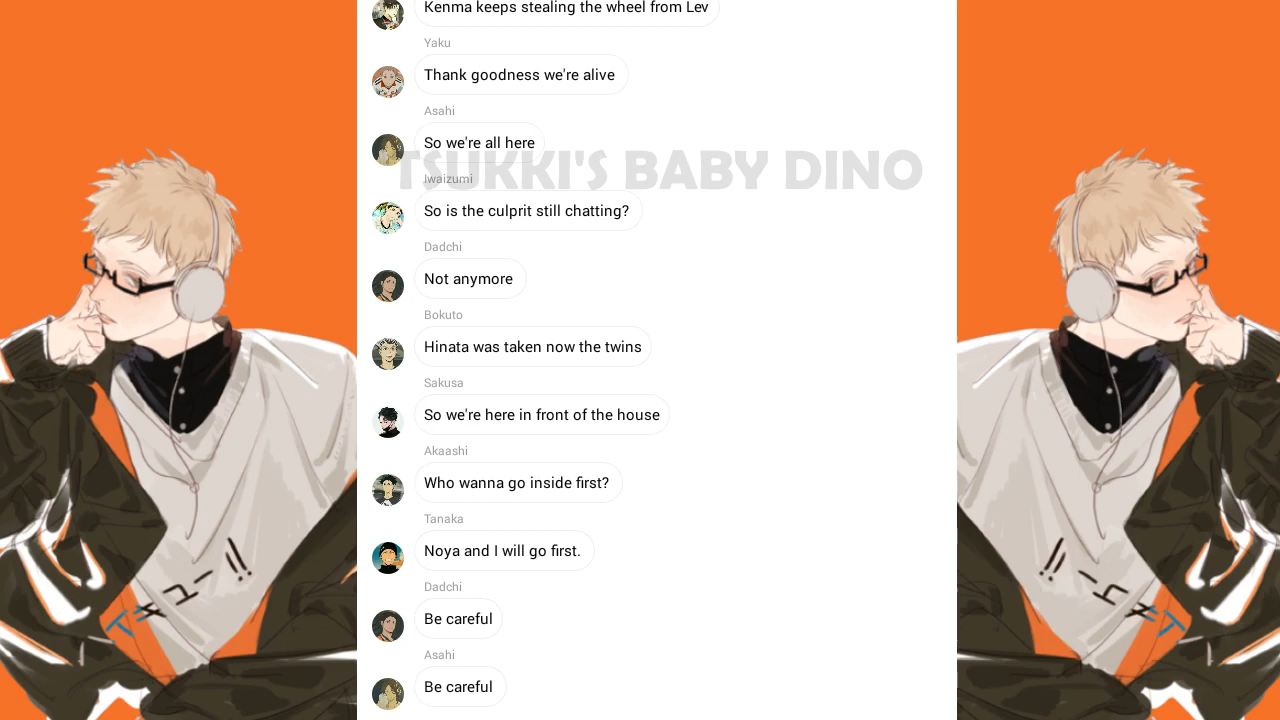 Kenma keeps stealing the wheel from Lev
Yaku
Thank goodness we're alive
Asahi
So we're all here
TSUKKI'S BABY DINO
Iwaizumi
So is the culprit still chatting?
Dadchi
Not anymore
Bokuto
Hinata was taken now the twins
Sakusa
So we're here in front of the house
Akaashi
Who wanna go inside first?
Tanaka
Noya and I will go first.
Dadchi
Be careful
Asahi
Be careful